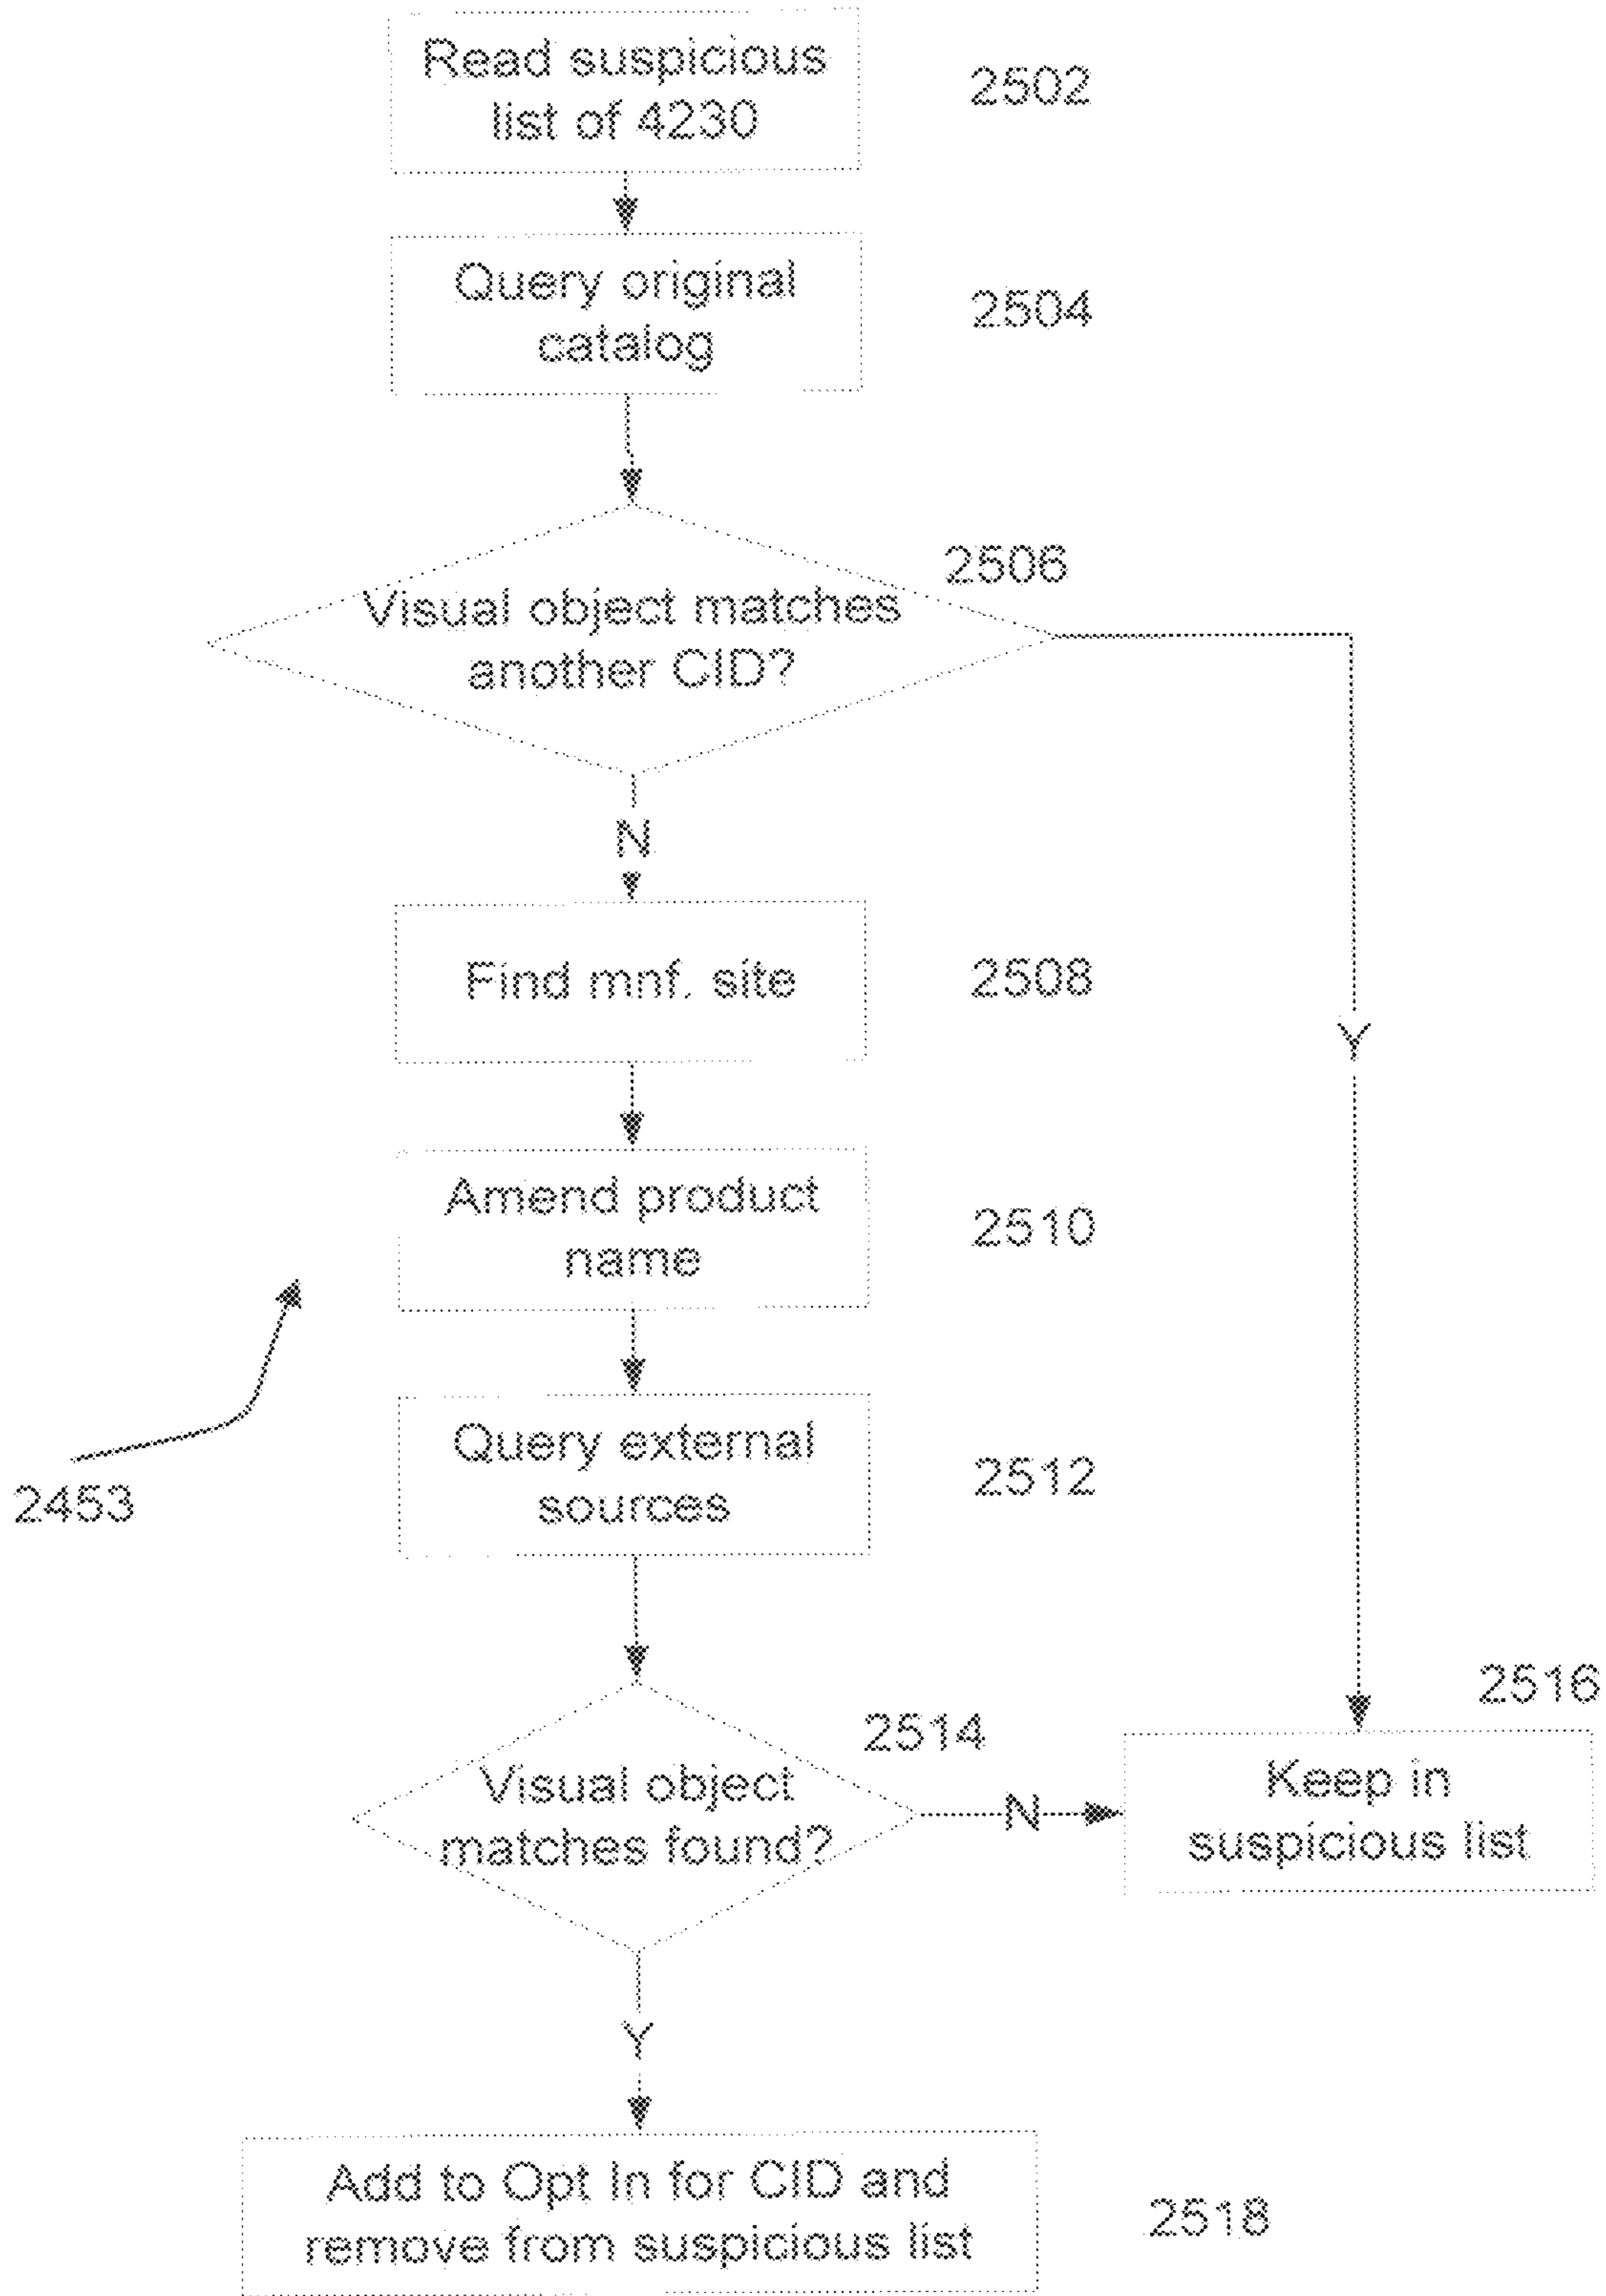 Read suspicious
list of 4230
2502
Query original
catalog
2504
2506
Visual object matches
another CID?
N
Find mnf. site
2508
Y
Amend product
name
2510
Query external
sources
2512
2453
2516
2514
Visual object
matches found?
N
Keep in
suspicious list
Y
Add to Opt In for CID and
remove from suspicious list
2518